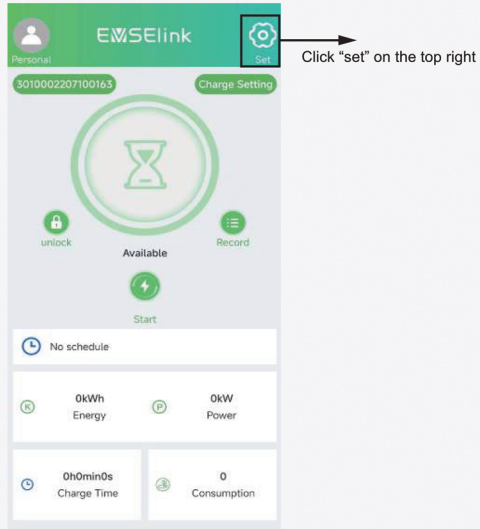 EVSElink
Personal
Set
Click “set” on the top right
3010002207100163
Charge Setting
unlock
Record
Available
Start
No schedule
K
0kWh
Energy
P
0kW
Power
0h0min0s
Charge Time
0
Consumption